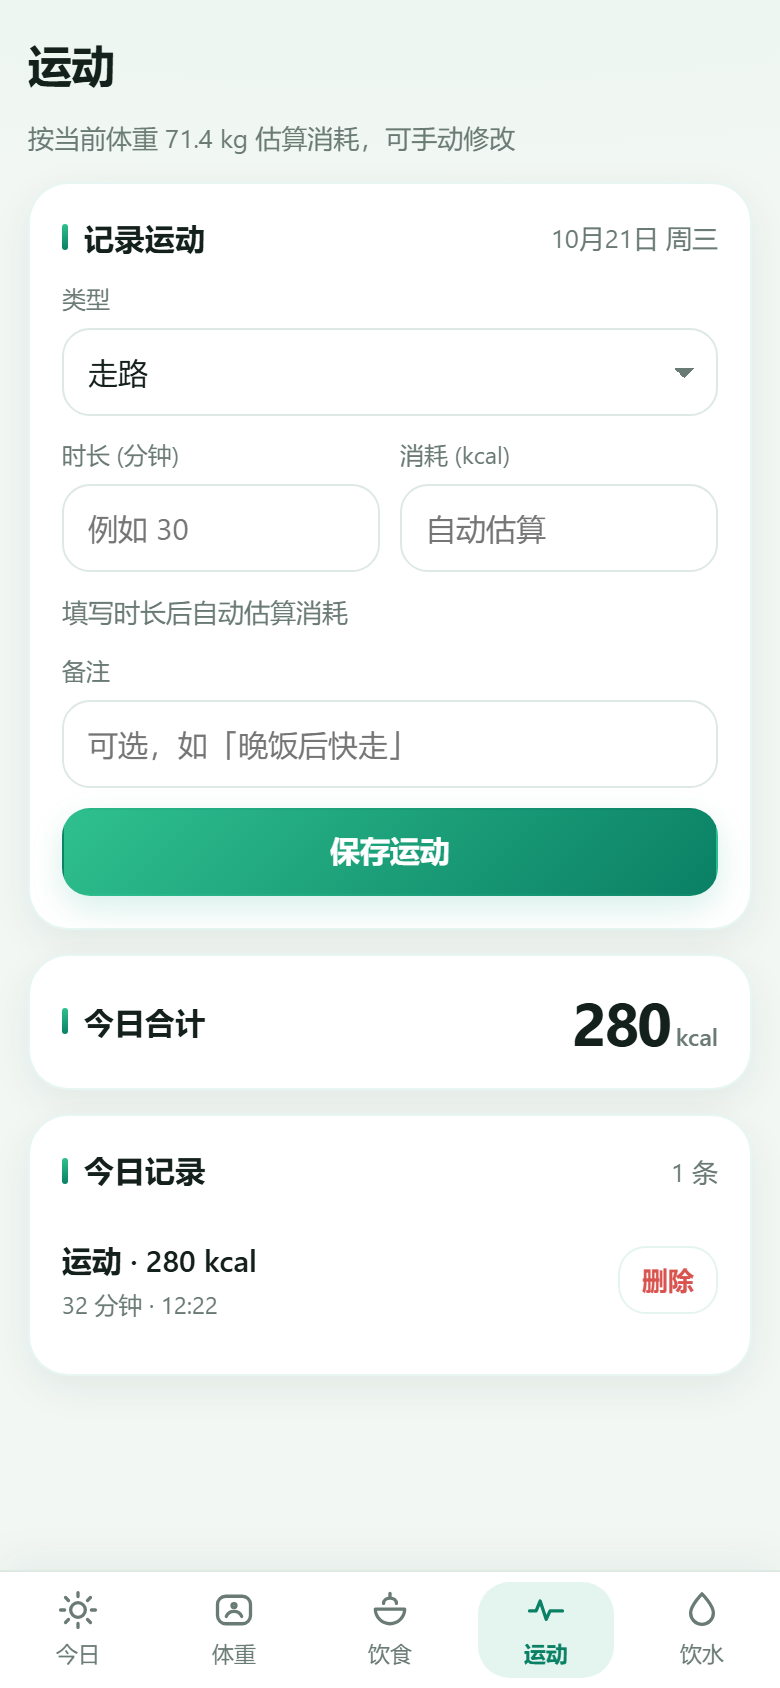 运动
按当前体重 71.4 kg 估算消耗，可手动修改
记录运动
10月21日 周三
类型
走路
时长 (分钟)
消耗 (kcal)
例如 30
自动估算
填写时长后自动估算消耗
备注
可选，如「晚饭后快走」
保存运动
今日合计
280 kcal
今日记录
1 条
运动 · 280 kcal
删除
32 分钟 · 12:22
今日
体重
饮食
运动
饮水